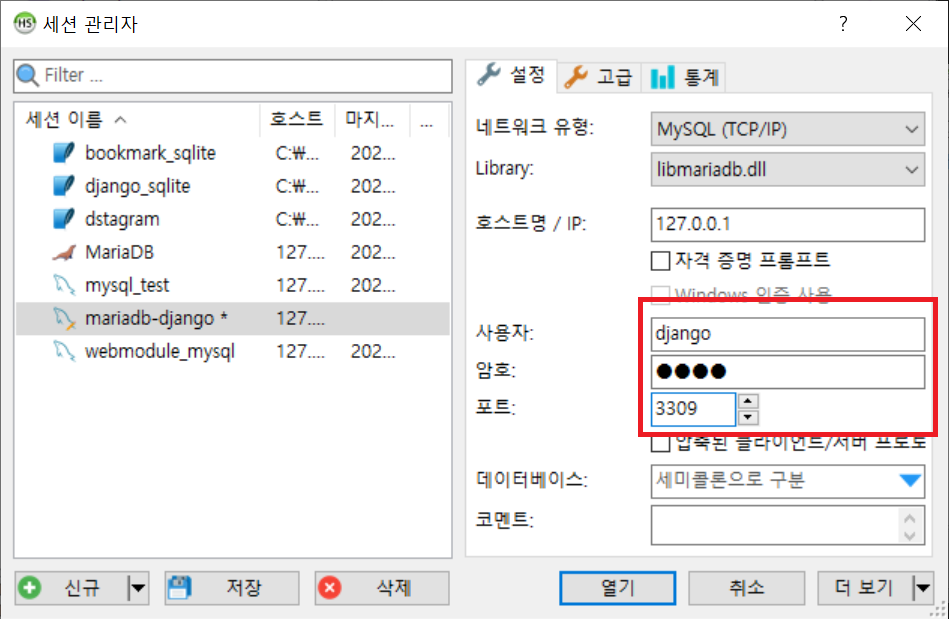 HS 세션 관리자 ?
Filter ...
세션 이름 호스트 마지... ...
bookmark_sqlite C:₩... 202...
django_sqlite C:₩... 202...
dstagram C:₩... 202...
MariaDB 127.... 202...
mysql_test 127.... 202...
mariadb-django * 127....
webmodule_mysql 127.... 202...
신규
저장
삭제
설정 고급 통계
네트워크 유형: MySQL (TCP/IP)
Library: libmariadb.dll
호스트명 / IP: 127.0.0.1
자격 증명 프롬프트
Windows 인증 사용
사용자: django
암호: ●●●●
포트: 3309
압축된 클라이언트/서버 프로토
데이터베이스: 세미콜론으로 구분
코멘트:
열기
취소
더 보기